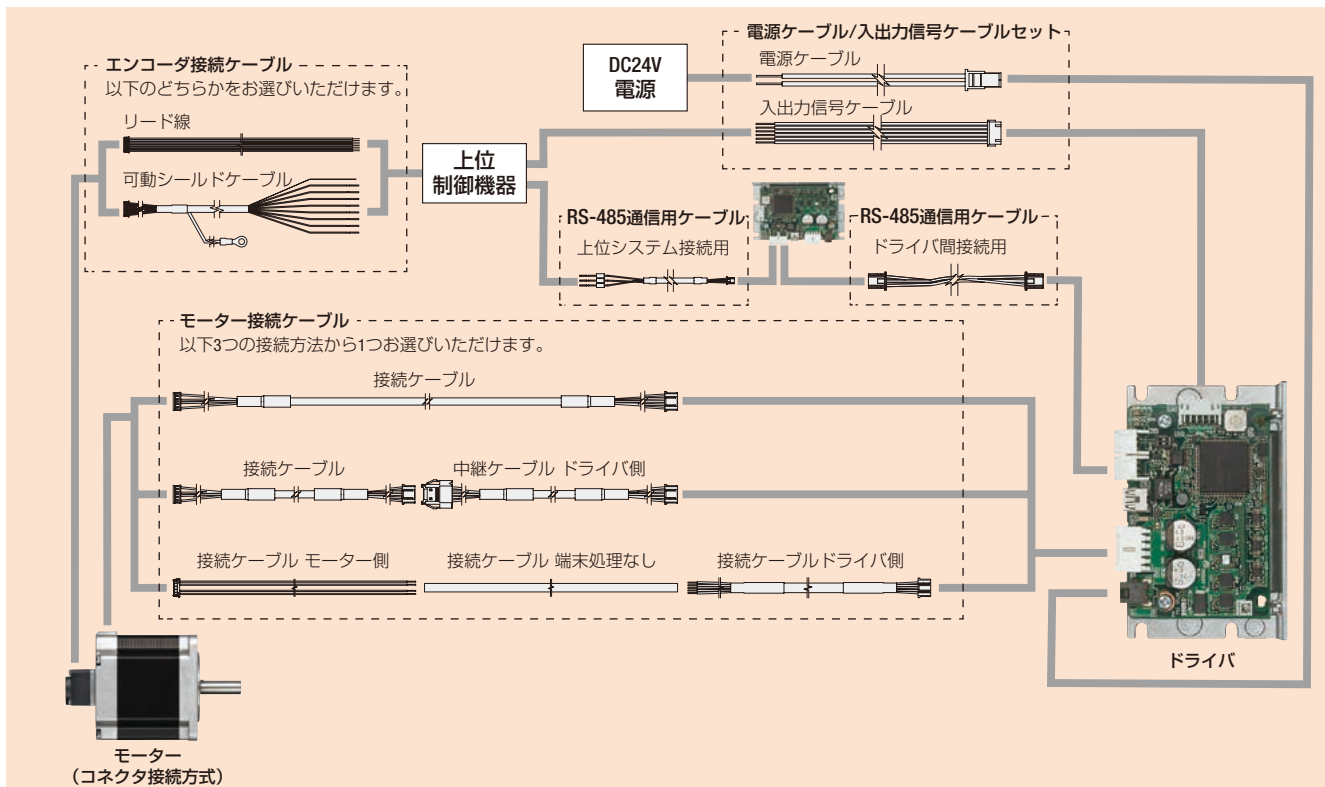 電源ケーブル/入出力信号ケーブルセット
DC24V
電源
電源ケーブル
入出力信号ケーブル
エンコーダ接続ケーブル
以下のどちらかをお選びいただけます。
リード線
可動シールドケーブル
上位
制御機器
RS-485通信用ケーブル
上位システム接続用
RS-485通信用ケーブル
ドライバ間接続用
モーター接続ケーブル
以下3つの接続方法から1つお選びいただけます。
接続ケーブル
接続ケーブル
中継ケーブル ドライバ側
接続ケーブル モーター側
接続ケーブル 端末処理なし
接続ケーブルドライバ側
ドライバ
モーター
（コネクタ接続方式）